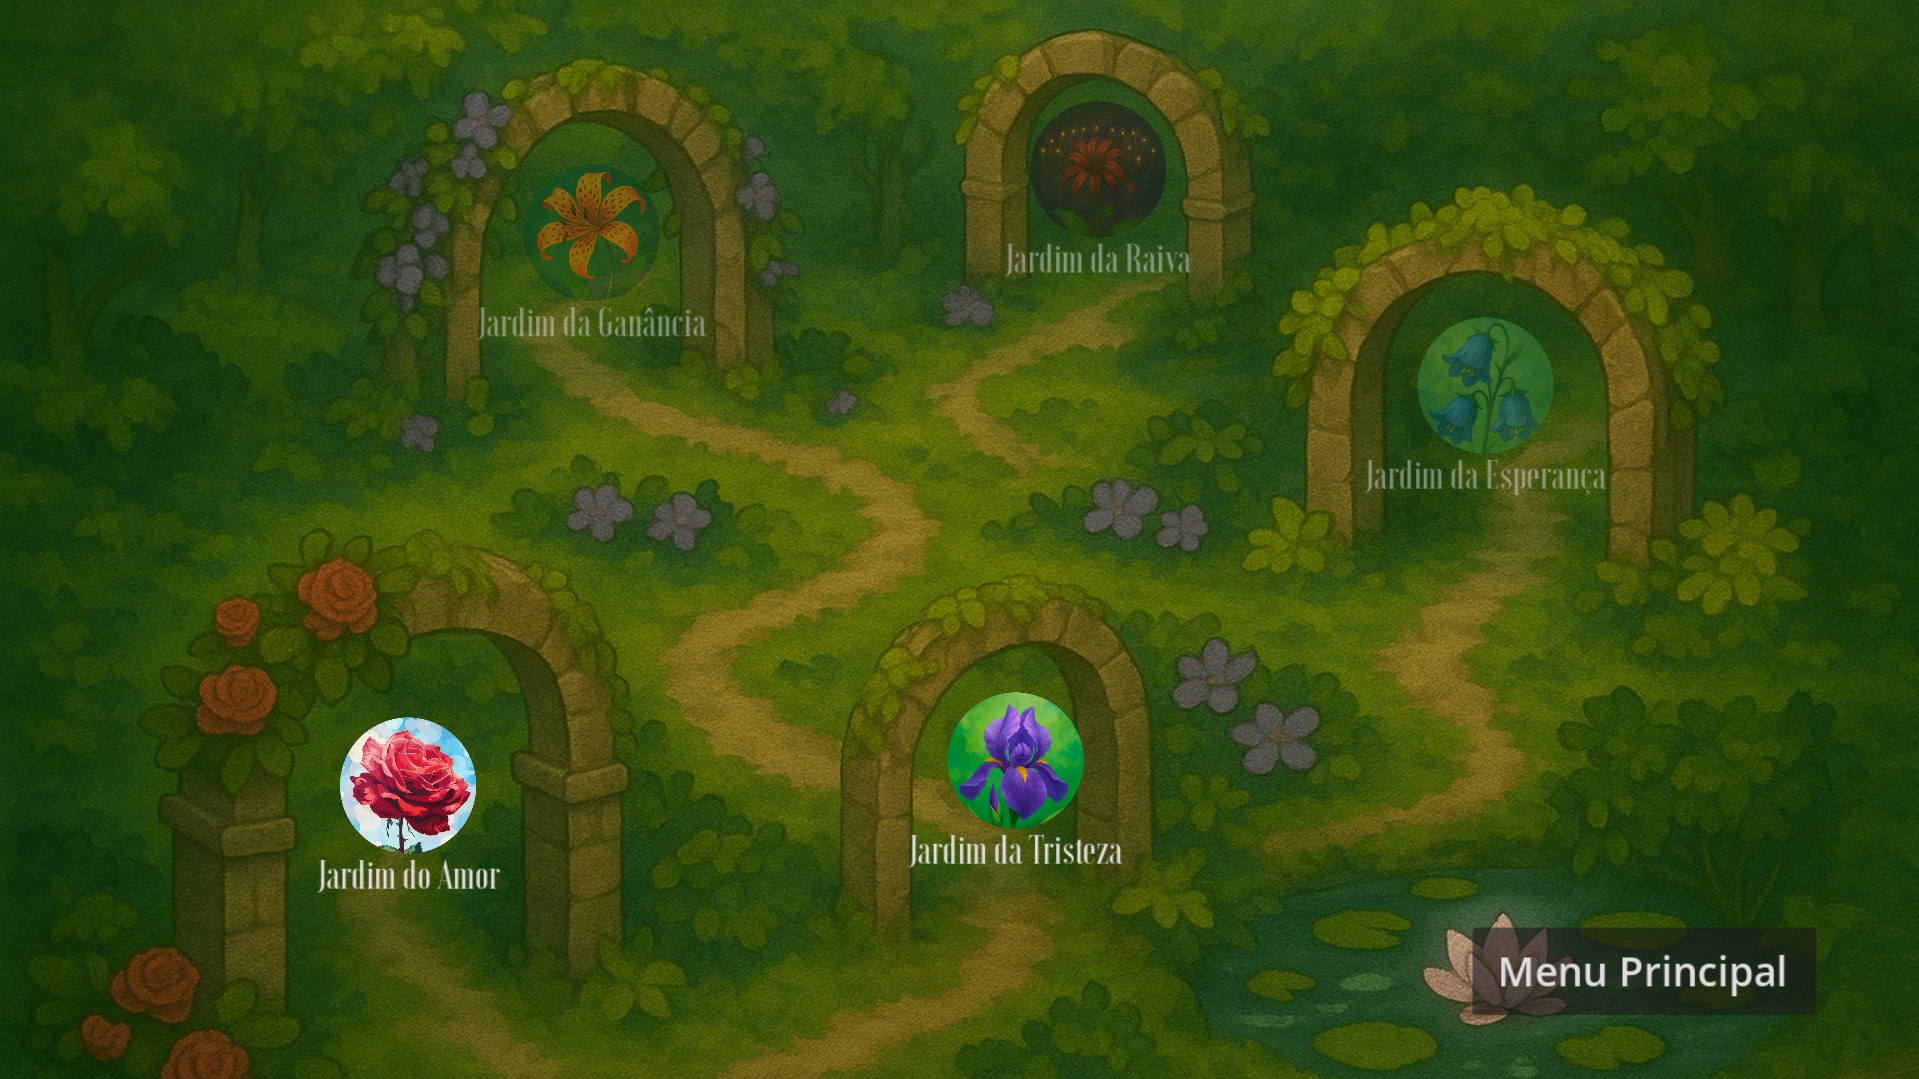 Jardim da Raiva
Jardim da Ganância
Jardim da Esperança
Jardim da Tristeza
Jardim do Amor
Menu Principal